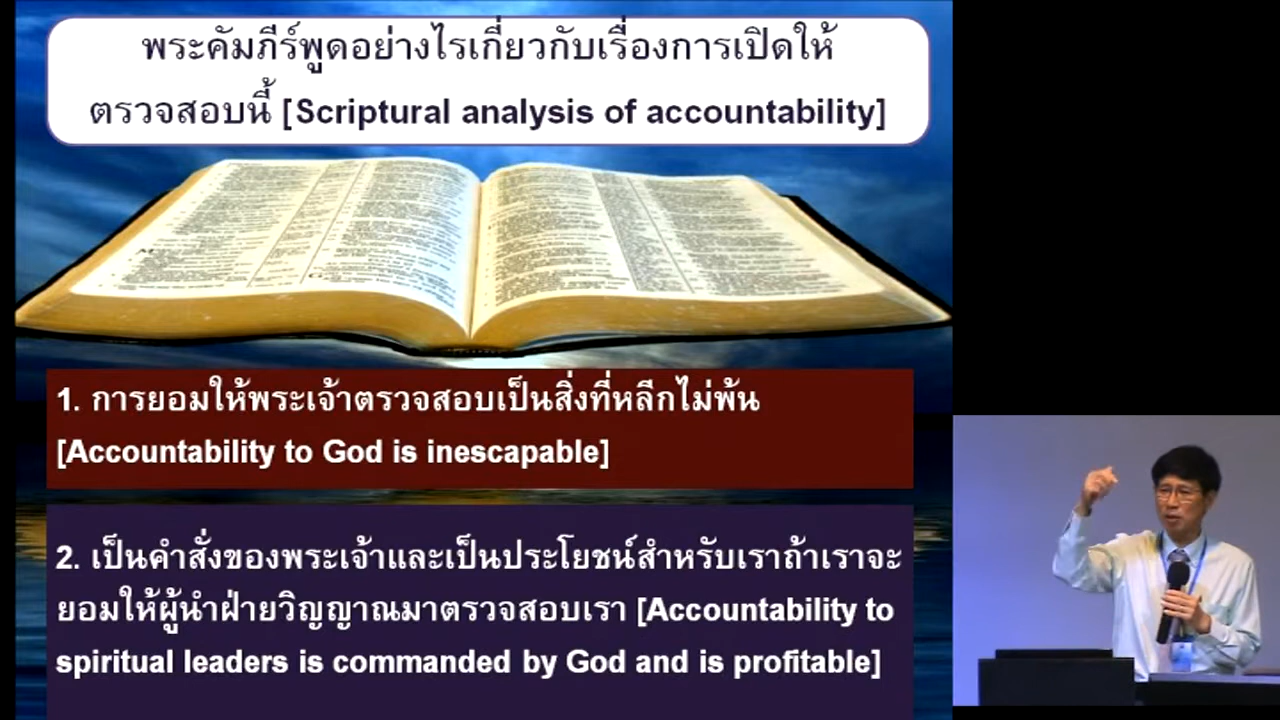 พระคัมภีร์พูดอย่างไรเกี่ยวกับเรื่องการเปิดให้
ตรวจสอบนี้ [Scriptural analysis of accountability]
1. การยอมให้พระเจ้าตรวจสอบเป็นสิ่งที่หลีกไม่พ้น
[Accountability to God is inescapable]
2. เป็นคำสั่งของพระเจ้าและเป็นประโยชน์สำหรับเราถ้าเราจะ
ยอมให้ผู้นำฝ่ายวิญญาณมาตรวจสอบเรา [Accountability to
spiritual leaders is commanded by God and is profitable]